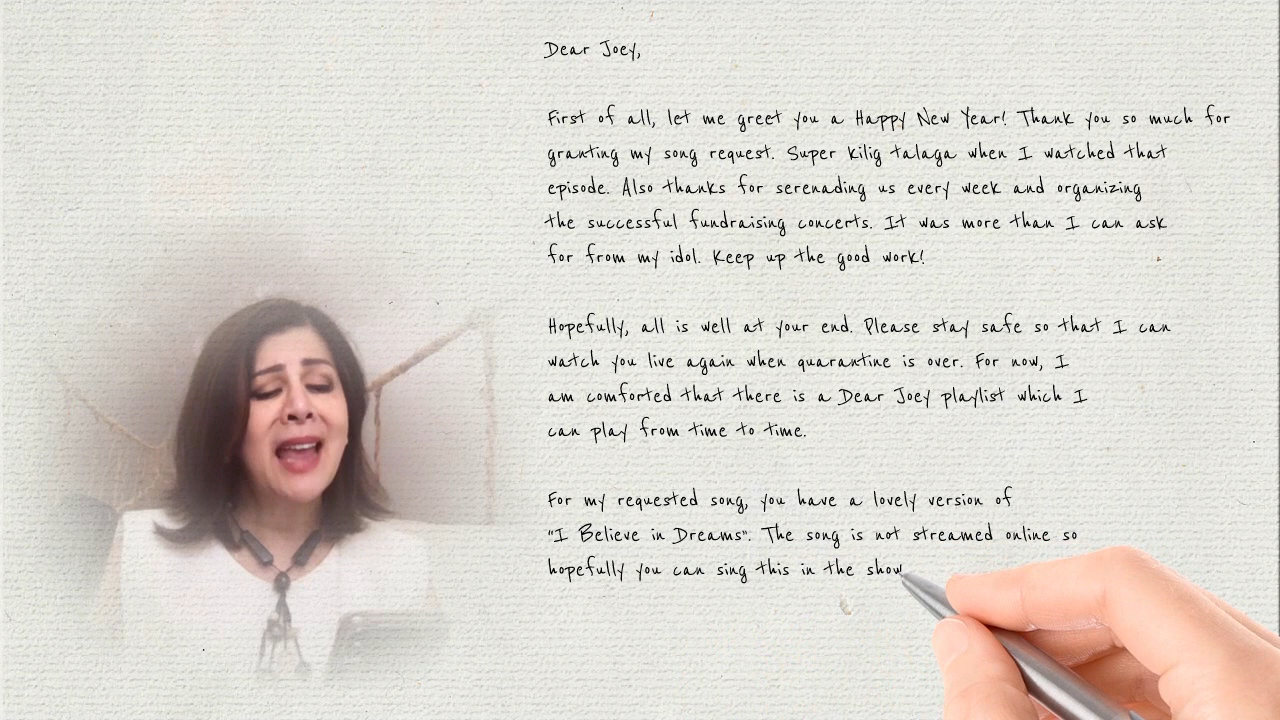 Dear Joey,
First of all, let me greet you a Happy New Year! Thank you so much for
granting my song request. Super kilig talaga when I watched that
episode. Also thanks for serenading us every week and organizing
the successful fundraising concerts. It was more than I can ask
for from my idol. Keep up the good work!
Hopefully, all is well at your end. Please stay safe so that I can
watch you live again when quarantine is over. For now, I
am comforted that there is a Dear Joey playlist which I
can play from time to time.
For my requested song, you have a lovely version of
"I Believe in Dreams". The song is not streamed online so
hopefully you can sing this in the show